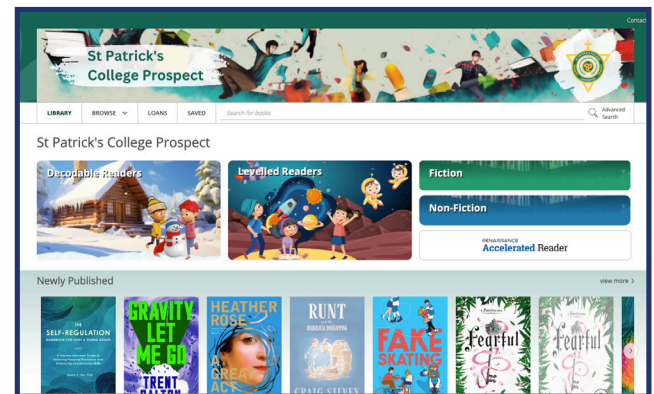 Contact
St Patrick's
College Prospect
LIBRARY BROWSE LOANS SAVED Search for books Advanced
Search
St Patrick's College Prospect
Decodable Readers
Levelled Readers
Fiction
Non-Fiction
RENAISSANCE
Accelerated Reader
Newly Published view more
THE
SELF-REGULATION
GRAVITY
LET
ME GO
TRENT
DALTON
HEATHER
ROSE
A
GREAT
ACT
RUNT
CRAIG SILVEY
FAKE
SKATING
Fearful
Fearful